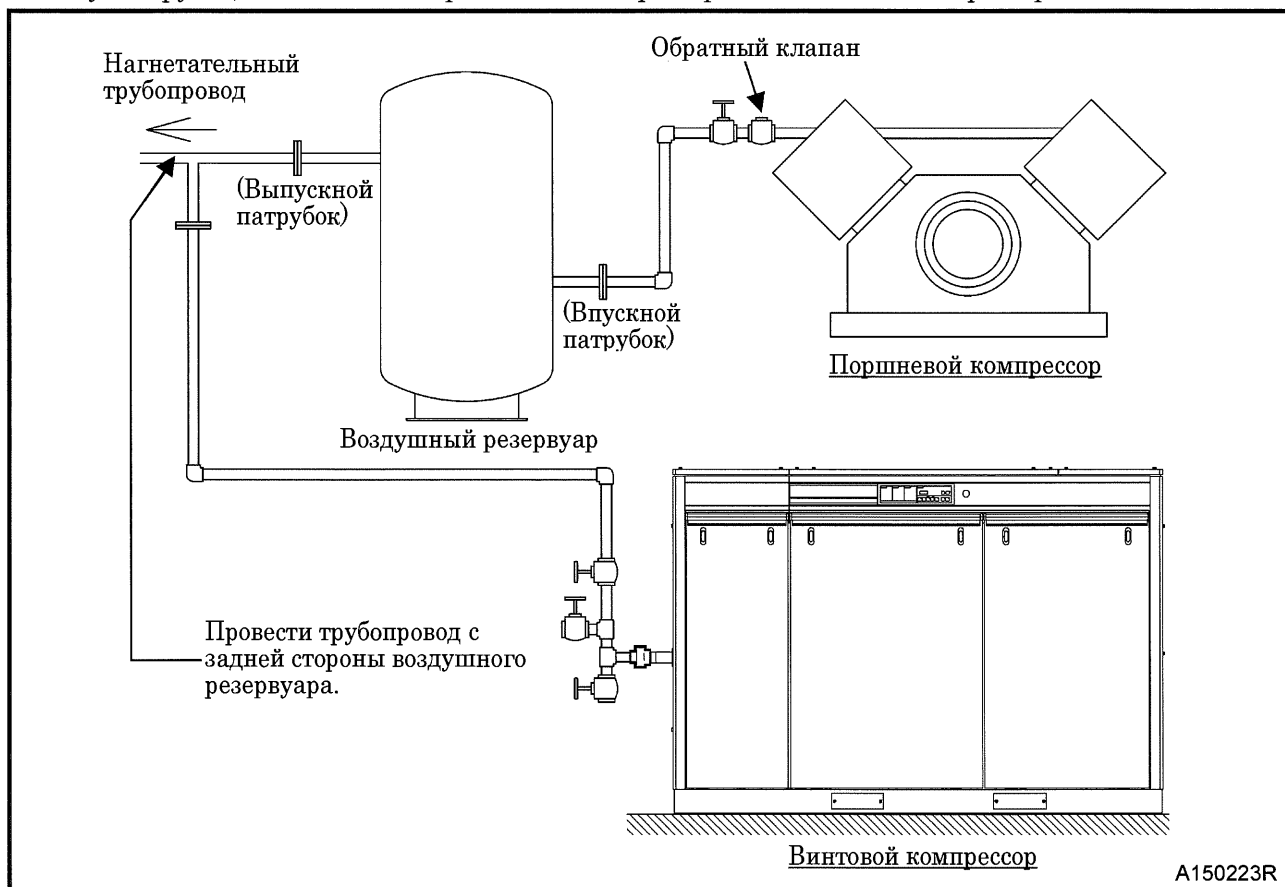 Нагнетательный
трубопровод
Обратный клапан
(Выпускной
патрубок)
(Впускной
патрубок)
Поршневой компрессор
Воздушный резервуар
Провести трубопровод с
задней стороны воздушного
резервуара.
Винтовой компрессор
A150223R